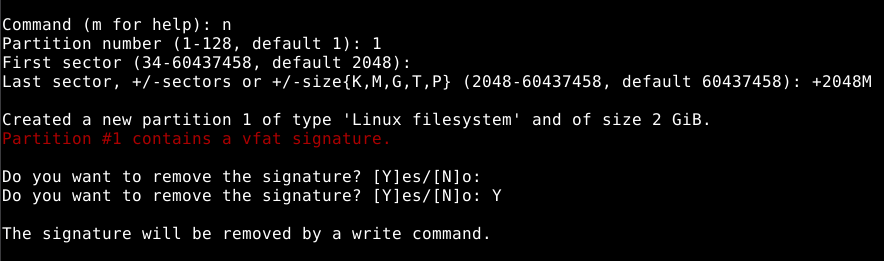 Command (m for help): n
Partition number (1-128, default 1): 1
First sector (34-60437458, default 2048):
Last sector, +/-sectors or +/-size{K,M,G,T,P} (2048-60437458, default 60437458): +2048M
Created a new partition 1 of type 'Linux filesystem' and of size 2 GiB.
Partition #1 contains a vfat signature.
Do you want to remove the signature? [Y]es/[N]o:
Do you want to remove the signature? [Y]es/[N]o: Y
The signature will be removed by a write command.